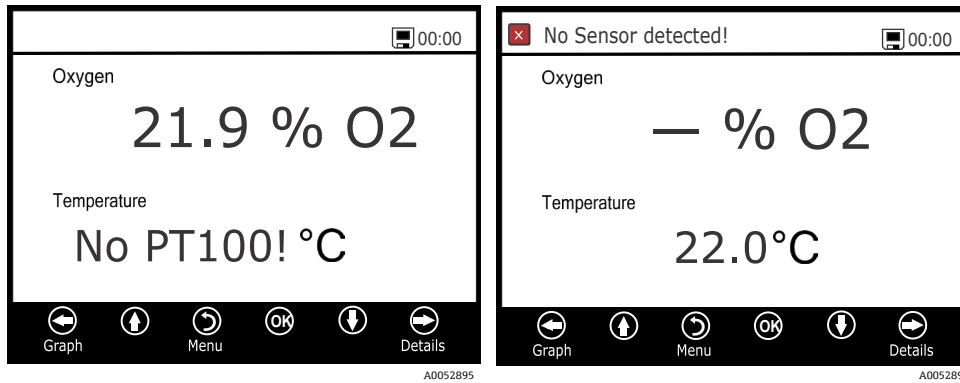 00:00
Oxygen
21.9 % O2
Temperature
No PT100! °C
OK
Graph Menu Details
A0052895
x No Sensor detected! 00:00
Oxygen
— % O2
Temperature
22.0°C
OK
Graph Menu Details